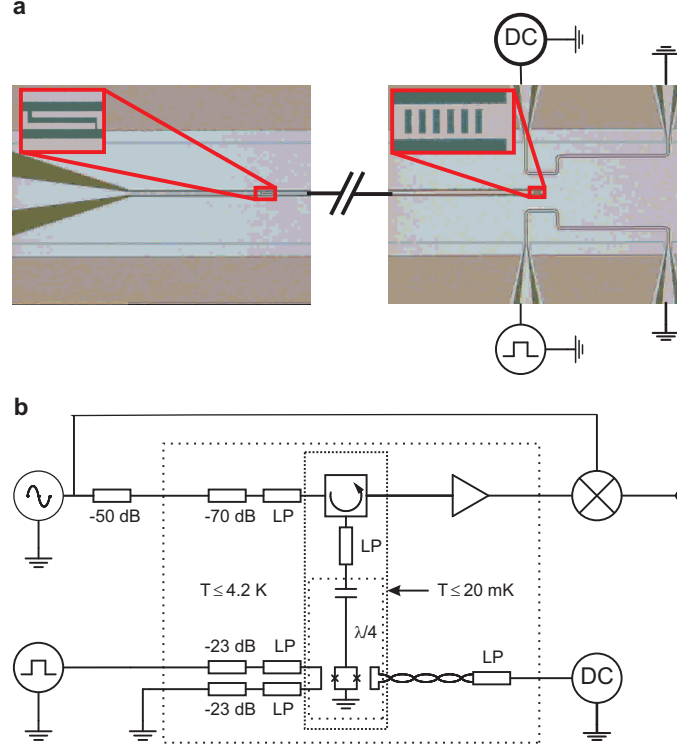 a
DC
b
-50 dB
-70 dB
LP
LP
T ≤ 4.2 K
T ≤ 20 mK
λ/4
-23 dB
LP
LP
DC
-23 dB
LP